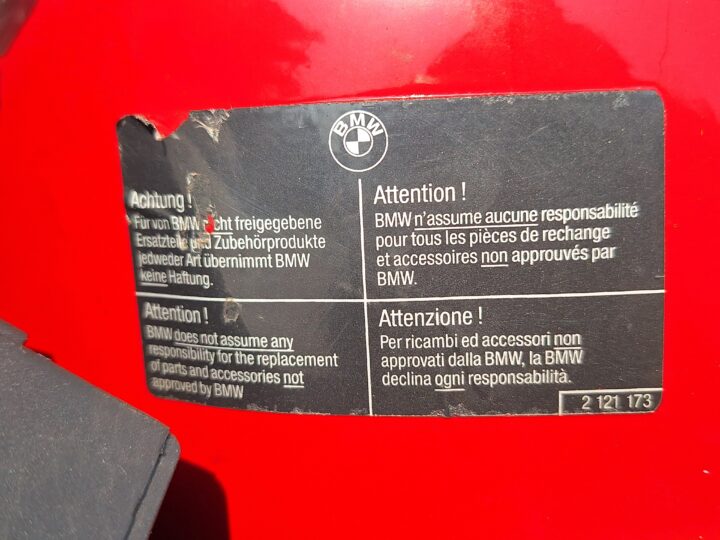 BMW
Achtung !
Für von BMW nicht freigegebene
Ersatzteile und Zubehörprodukte
jedweder Art übernimmt BMW
keine Haftung.
Attention !
BMW n'assume aucune responsabilité
pour tous les pièces de rechange
et accessoires non approuvés par
BMW.
Attention !
BMW does not assume any
responsibility for the replacement
of parts and accessories not
approved by BMW
Attenzione !
Per ricambi ed accessori non
approvati dalla BMW, la BMW
declina ogni responsabilità.
2 121 173